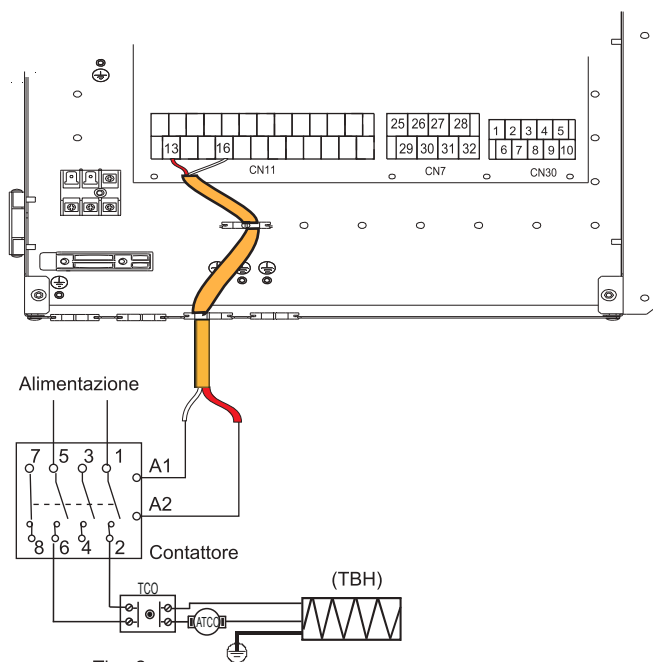 25 26 27 28
1 2 3 4 5
13 16
29 30 31 32
6 7 8 9 10
CN11
CN7
CN30
Alimentazione
7 5 3 1
A1
A2
8 6 4 2
Contattore
TCO
(TBH)
ATCO